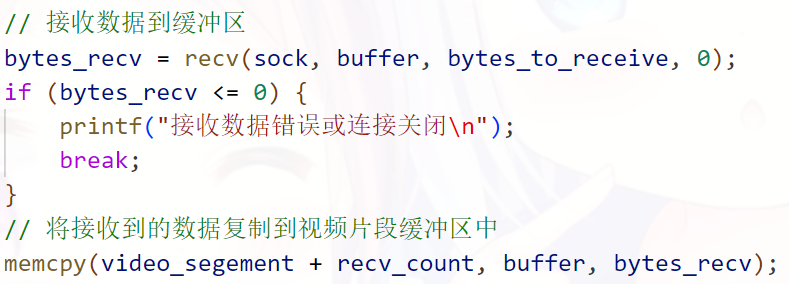 // 接收数据到缓冲区
bytes_recv = recv(sock, buffer, bytes_to_receive, 0);
if (bytes_recv <= 0) {
    printf("接收数据错误或连接关闭\n");
    break;
}
// 将接收到的数据复制到视频片段缓冲区中
memcpy(video_segement + recv_count, buffer, bytes_recv);